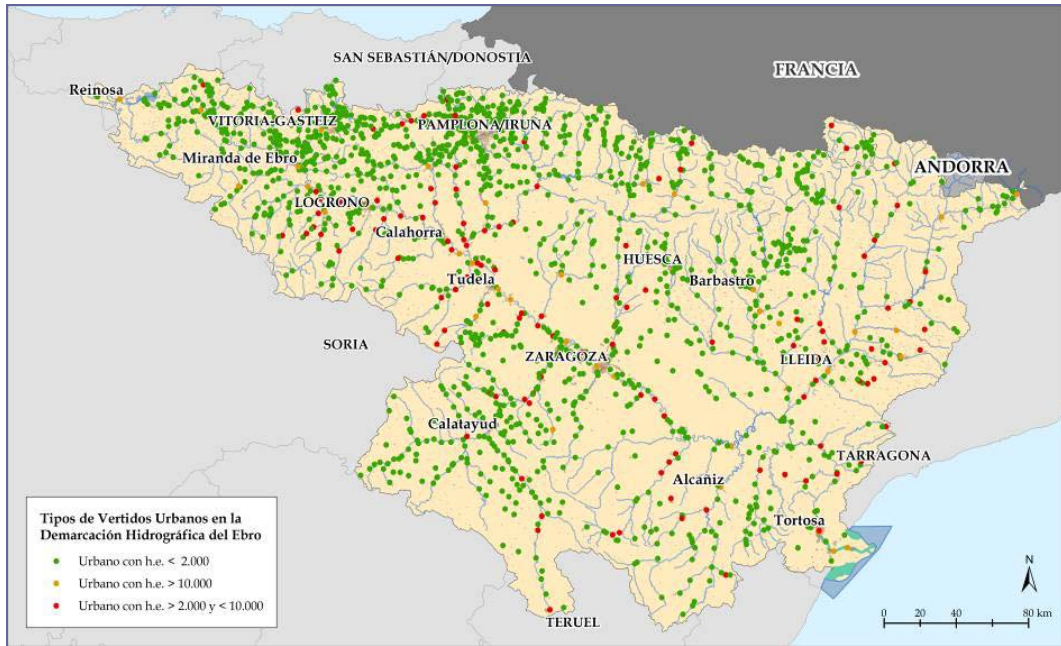 SAN SEBASTIÁN/DONOSTIA
FRANCIA
Reinosa
VITORIA-GASTEIZ
PAMPLONA/IRUÑA
Miranda de Ebro
ANDORRA
LOGROÑO
Calahorra
HUESCA
Tudela
Barbastro
SORIA
ZARAGOZA
LLEIDA
Calatayud
TARRAGONA
Alcañiz
Tortosa
TERUEL
Tipos de Vertidos Urbanos en la
Demarcación Hidrográfica del Ebro
Urbano con h.e. < 2.000
Urbano con h.e. > 10.000
Urbano con h.e. > 2.000 y < 10.000
N
0 20 40 80 km